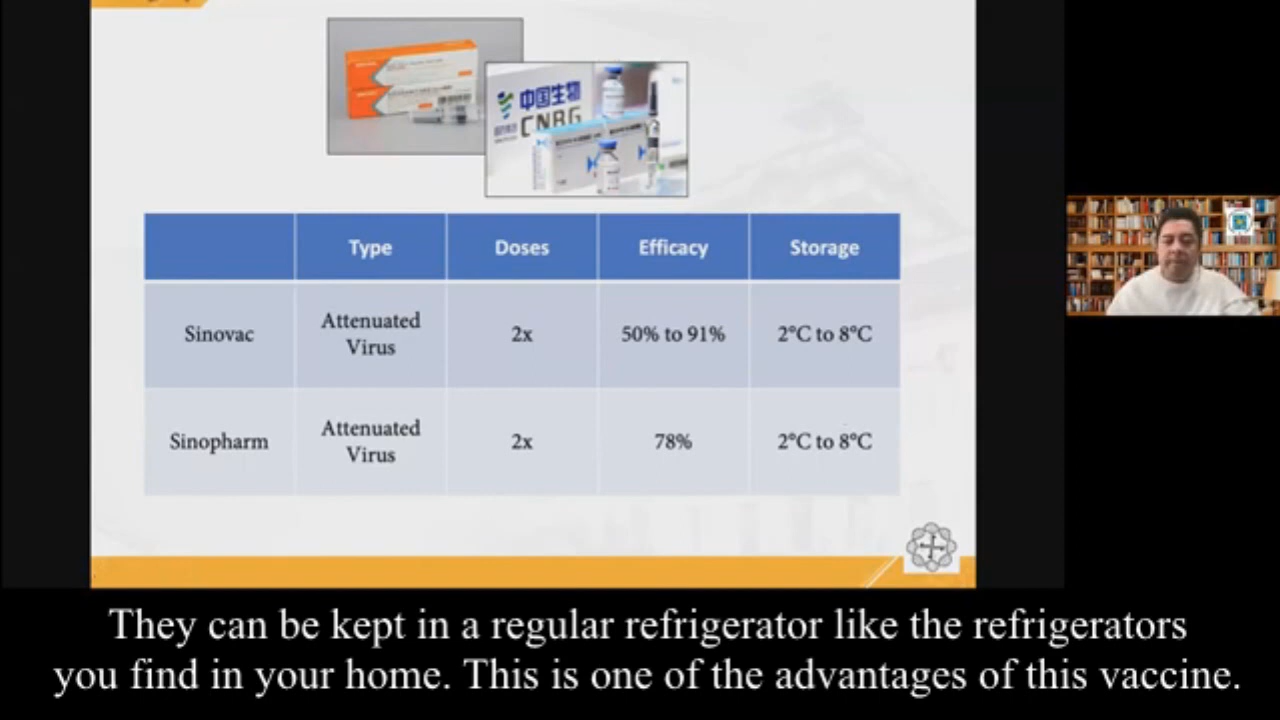 中国生物
CNBG
Type
Doses
Efficacy
Storage
Sinovac
Attenuated
Virus
2x
50% to 91%
2°C to 8°C
Sinopharm
Attenuated
Virus
2x
78%
2°C to 8°C
They can be kept in a regular refrigerator like the refrigerators
you find in your home. This is one of the advantages of this vaccine.